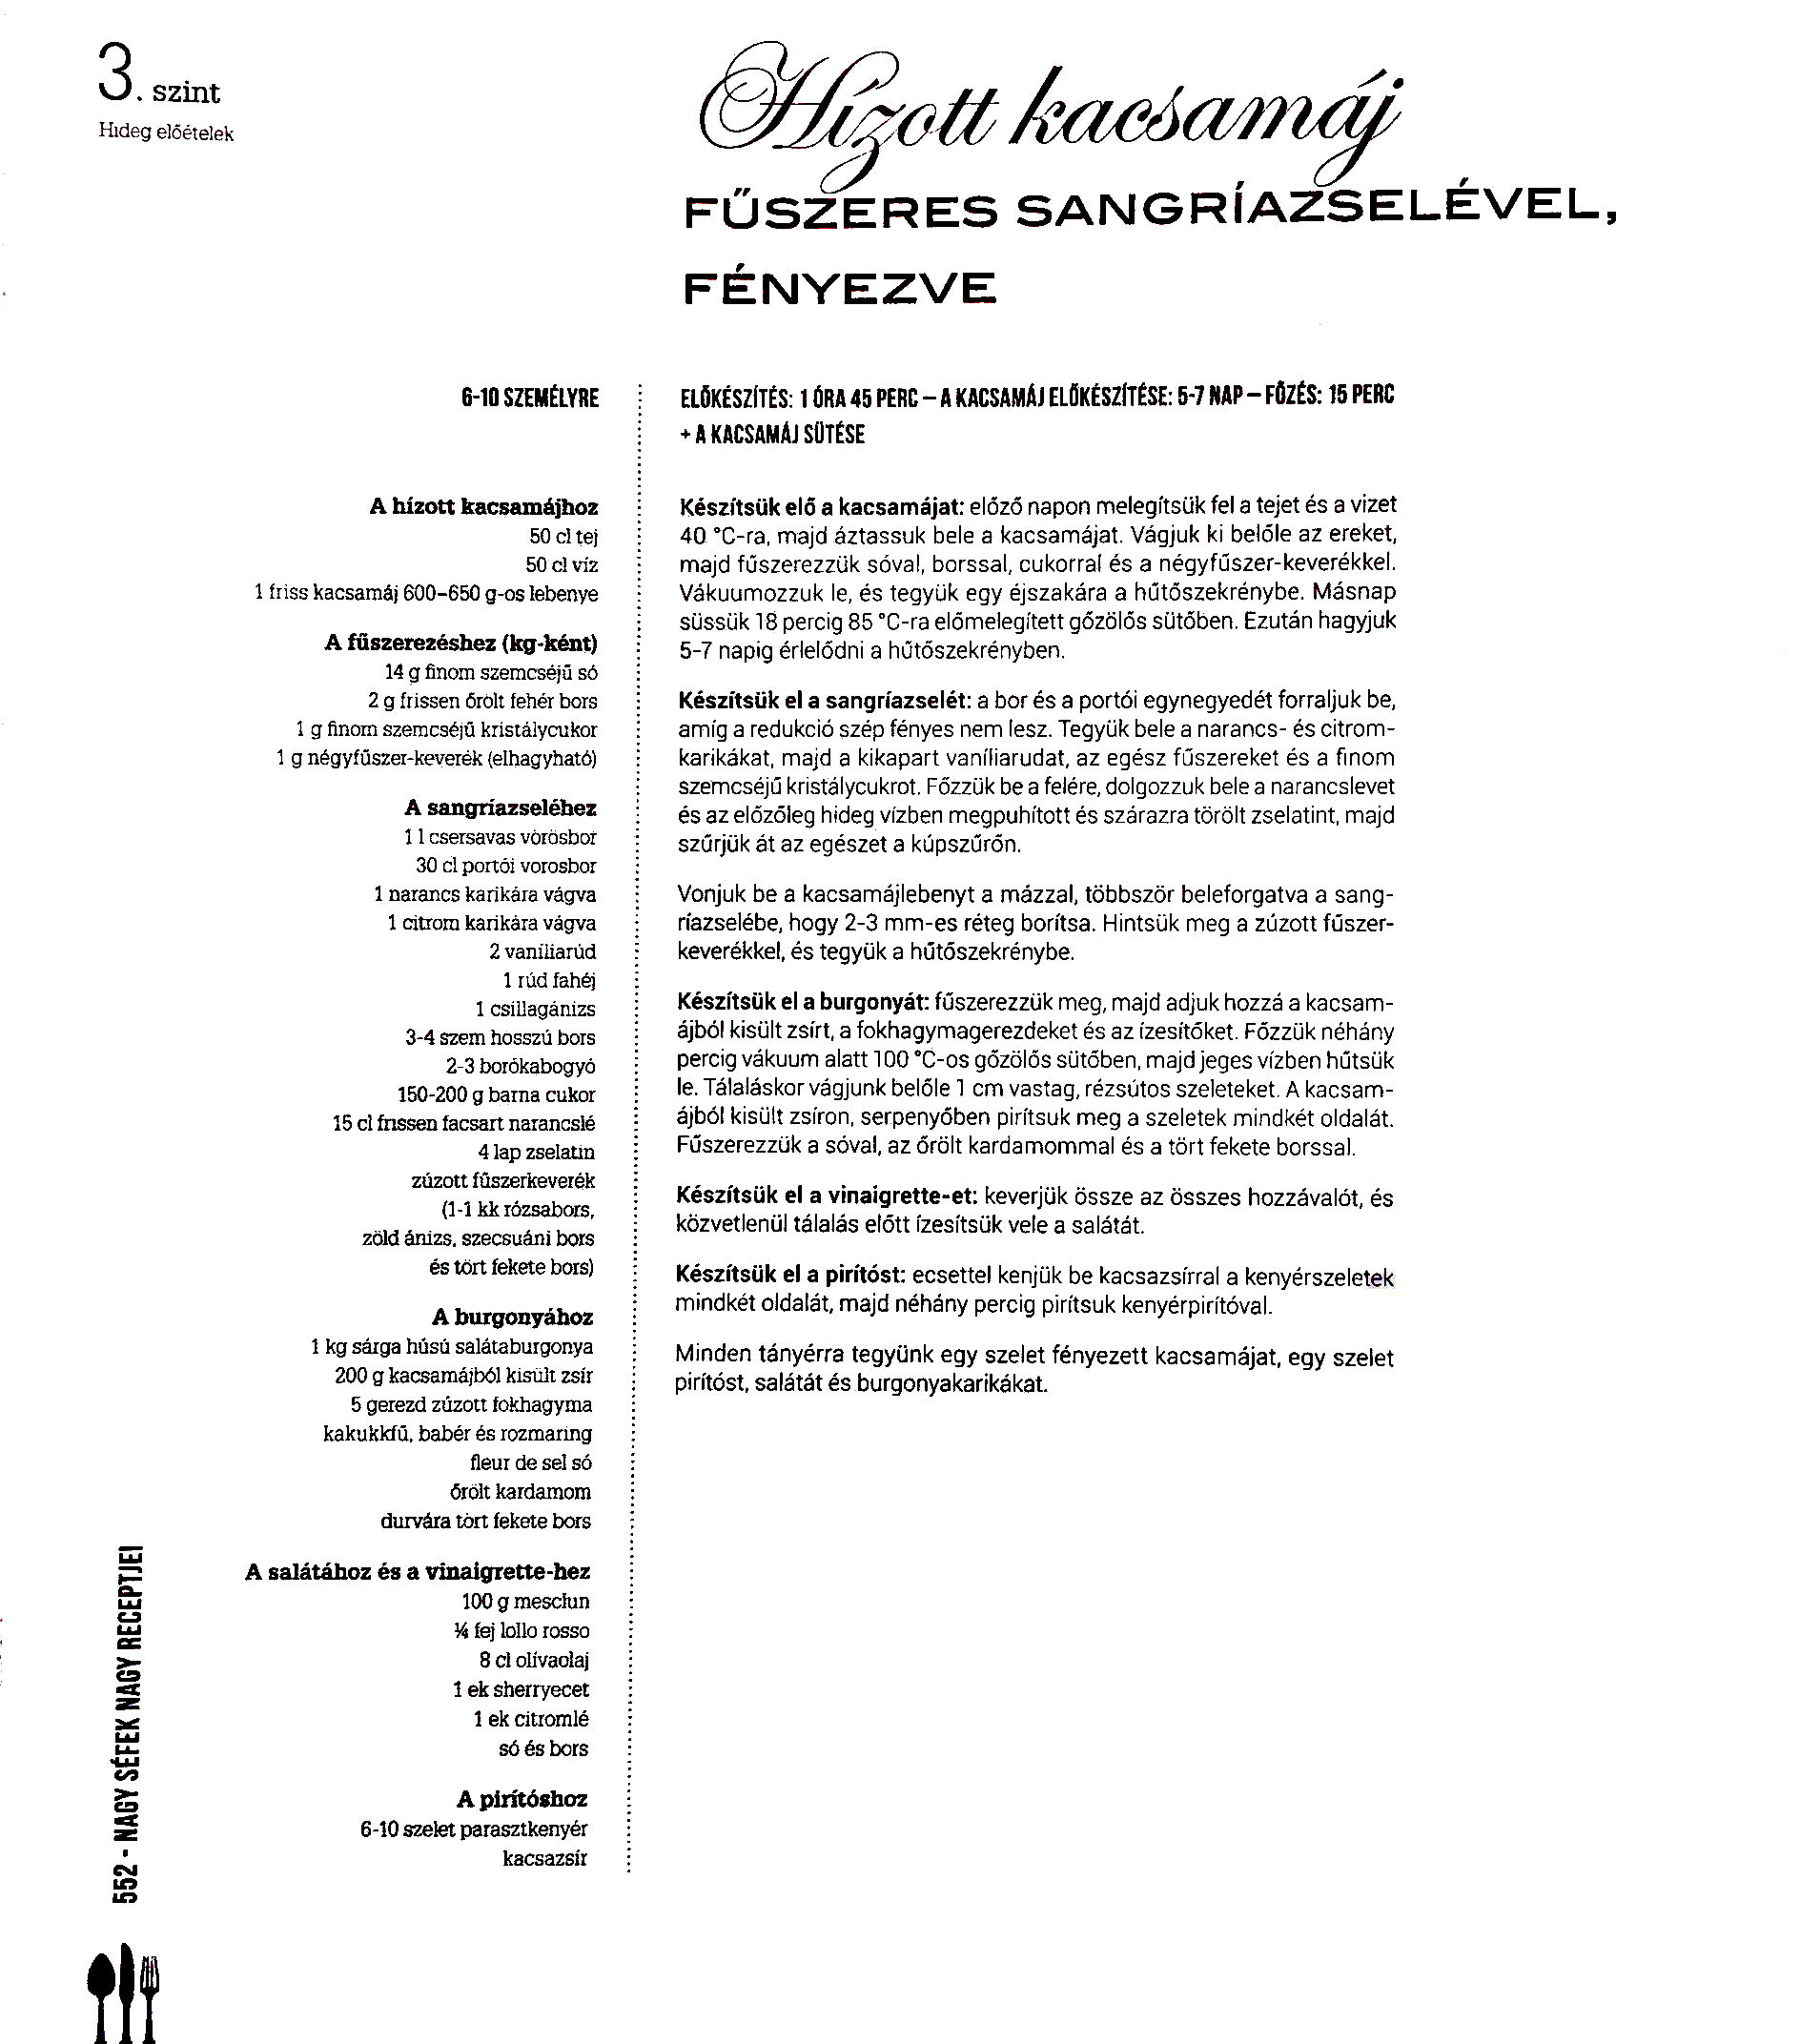 3. szint
Hideg előételek
Hízott kacsamáj
FŰSZERES SANGRÍAZSELÉVEL,
FÉNYEZVE
6-10 SZEMÉLYRE
A hízott kacsamájhoz
50 cl tej
50 cl víz
1 friss kacsamáj 600–650 g-os lebenye
A fűszerezéshez (kg-ként)
14 g finom szemcséjű só
2 g frissen őrölt fehér bors
1 g finom szemcséjű kristálycukor
1 g négyfűszer-keverék (elhagyható)
A sangríazseléhez
1 l csersavas vörösbor
30 cl portói vorosbor
1 narancs karikára vágva
1 citrom karikára vágva
2 vaníliarúd
1 rúd fahéj
1 csillagánizs
3-4 szem hosszú bors
2-3 borókabogyó
150-200 g barna cukor
15 cl frissen facsart narancslé
4 lap zselatin
zúzott fűszerkeverék
(1-1 kk rózsabors,
zöld ánizs, szecsuáni bors
és tört fekete bors)
A burgonyához
1 kg sárga húsú salátaburgonya
200 g kacsamájból kisült zsír
5 gerezd zúzott fokhagyma
kakukkfű, babér és rozmaring
fleur de sel só
őrölt kardamom
durvára tört fekete bors
A salátához és a vinaigrette-hez
100 g mesclun
¼ fej lollo rosso
8 cl olívaolaj
1 ek sherryecet
1 ek citromlé
só és bors
A pirítóshoz
6-10 szelet parasztkenyér
kacsazsír
ELŐKÉSZÍTÉS: 1 ÓRA 45 PERC – A KACSAMÁJ ELŐKÉSZÍTÉSE: 5-7 NAP – FŐZÉS: 15 PERC
+ A KACSAMÁJ SÜTÉSE
Készítsük elő a kacsamájat: előző napon melegítsük fel a tejet és a vizet
40 °C-ra, majd áztassuk bele a kacsamájat. Vágjuk ki belőle az ereket,
majd fűszerezzük sóval, borssal, cukorral és a négyfűszer-keverékkel.
Vákuumozzuk le, és tegyük egy éjszakára a hűtőszekrénybe. Másnap
süssük 18 percig 85 °C-ra előmelegített gőzölős sütőben. Ezután hagyjuk
5-7 napig érlelődni a hűtőszekrényben.
Készítsük el a sangríazselét: a bor és a portói egynegyedét forraljuk be,
amíg a redukció szép fényes nem lesz. Tegyük bele a narancs- és citrom-
karikákat, majd a kikapart vaníliarudat, az egész fűszereket és a finom
szemcséjű kristálycukrot. Főzzük be a felére, dolgozzuk bele a narancslevet
és az előzőleg hideg vízben megpuhított és szárazra törölt zselatint, majd
szűrjük át az egészet a kúpszűrőn.
Vonjuk be a kacsamájlebenyt a mázzal, többször beleforgatva a sang-
ríazselébe, hogy 2-3 mm-es réteg borítsa. Hintsük meg a zúzott fűszer-
keverékkel, és tegyük a hűtőszekrénybe.
Készítsük el a burgonyát: fűszerezzük meg, majd adjuk hozzá a kacsam-
ájból kisült zsírt, a fokhagymagerezdeket és az ízesítőket. Főzzük néhány
percig vákuum alatt 100 °C-os gőzölős sütőben, majd jeges vízben hűtsük
le. Tálaláskor vágjunk belőle 1 cm vastag, rézsútos szeleteket. A kacsam-
ájból kisült zsíron, serpenyőben pirítsuk meg a szeletek mindkét oldalát.
Fűszerezzük a sóval, az őrölt kardamommal és a tört fekete borssal.
Készítsük el a vinaigrette-et: keverjük össze az összes hozzávalót, és
közvetlenül tálalás előtt ízesítsük vele a salátát.
Készítsük el a pirítóst: ecsettel kenjük be kacsazsírral a kenyérszeletek
mindkét oldalát, majd néhány percig pirítsuk kenyérpirítóval.
Minden tányérra tegyünk egy szelet fényezett kacsamájat, egy szelet
pirítóst, salátát és burgonyakarikákat.
552 - NAGY SÉFEK NAGY RECEPTJEI